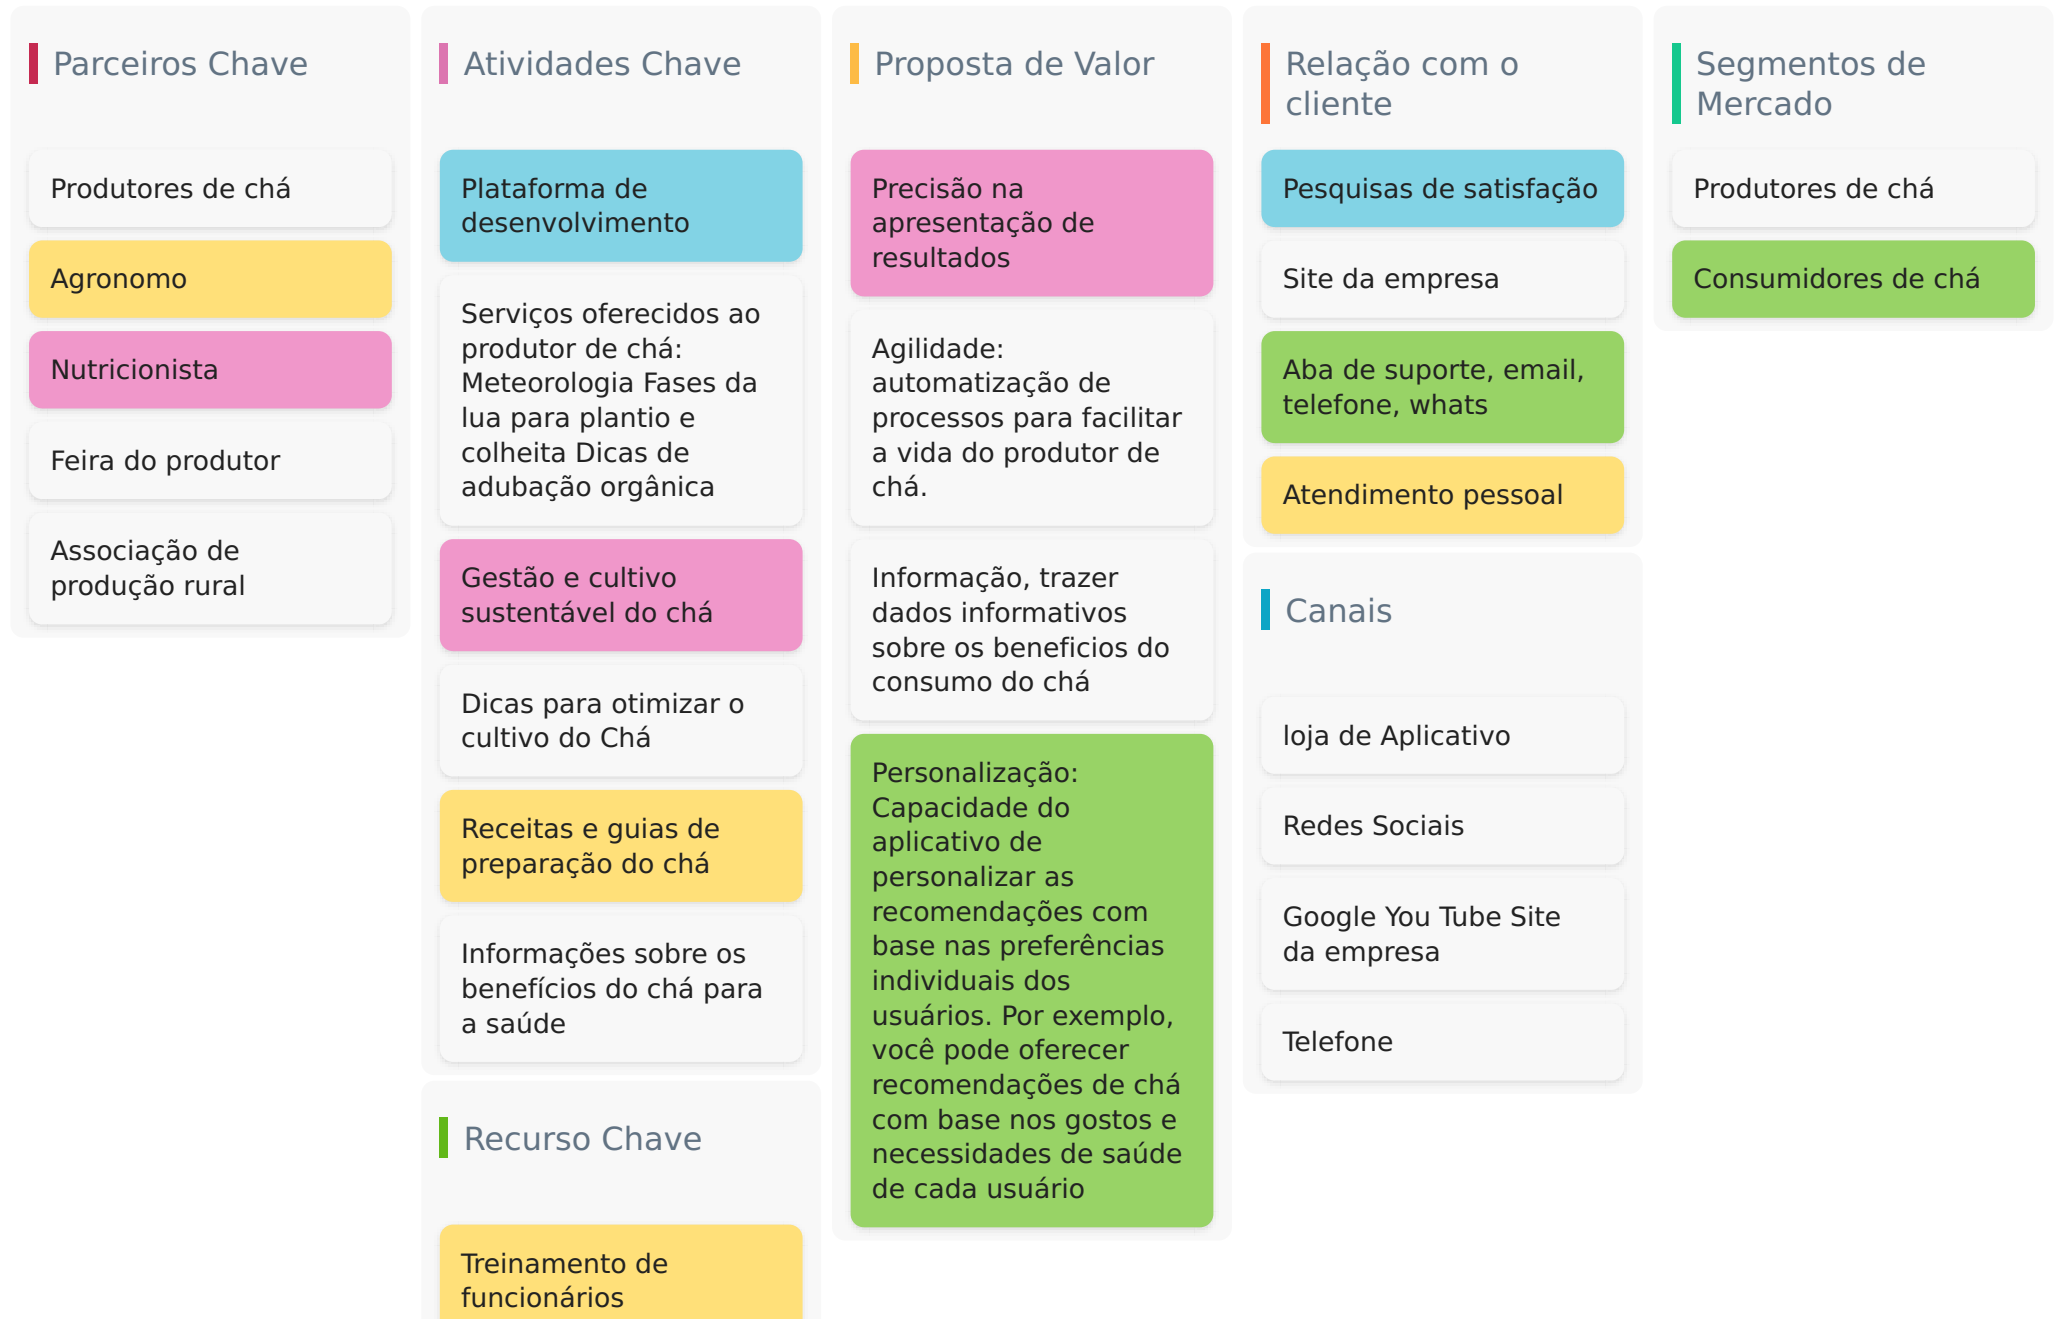 Parceiros Chave
Produtores de chá
Agronomo
Nutricionista
Feira do produtor
Associação de
produção rural
Atividades Chave
Plataforma de
desenvolvimento
Serviços oferecidos ao
produtor de chá:
Meteorologia Fases da
lua para plantio e
colheita Dicas de
adubação orgânica
Gestão e cultivo
sustentável do chá
Dicas para otimizar o
cultivo do Chá
Receitas e guias de
preparação do chá
Informações sobre os
benefícios do chá para
a saúde
Recurso Chave
Treinamento de
funcionários
Proposta de Valor
Precisão na
apresentação de
resultados
Agilidade:
automatização de
processos para facilitar
a vida do produtor de
chá.
Informação, trazer
dados informativos
sobre os beneficios do
consumo do chá
Personalização:
Capacidade do
aplicativo de
personalizar as
recomendações com
base nas preferências
individuais dos
usuários. Por exemplo,
você pode oferecer
recomendações de chá
com base nos gostos e
necessidades de saúde
de cada usuário
Relação com o
cliente
Pesquisas de satisfação
Site da empresa
Aba de suporte, email,
telefone, whats
Atendimento pessoal
Canais
loja de Aplicativo
Redes Sociais
Google You Tube Site
da empresa
Telefone
Segmentos de
Mercado
Produtores de chá
Consumidores de chá